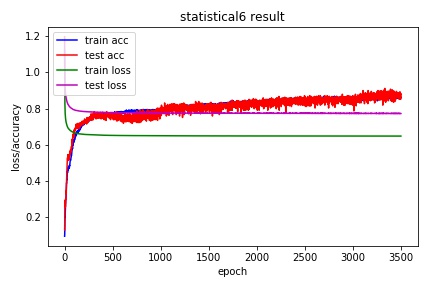 statistical6 result
train acc
test acc
train loss
test loss
loss/accuracy
1.2
1.0
0.8
0.6
0.4
0.2
0 500 1000 1500 2000 2500 3000 3500
epoch